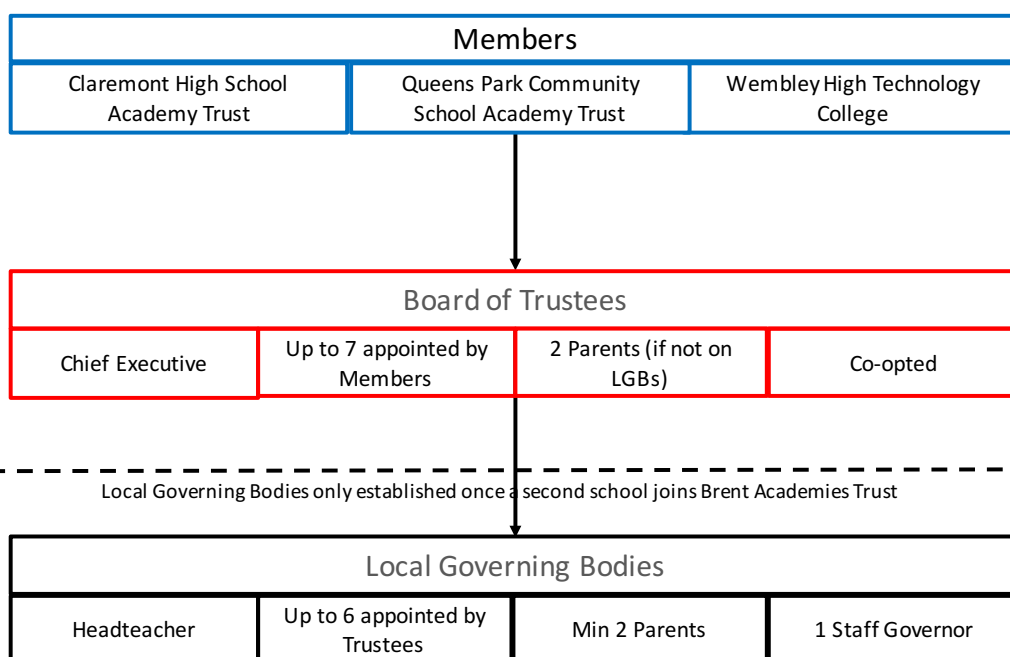 Members
Claremont High School
Academy Trust
Queens Park Community
School Academy Trust
Wembley High Technology
College
Board of Trustees
Chief Executive
Up to 7 appointed by
Members
2 Parents (if not on
LGBs)
Co-opted
Local Governing Bodies only established once a second school joins Brent Academies Trust
Local Governing Bodies
Headteacher
Up to 6 appointed by
Trustees
Min 2 Parents
1 Staff Governor